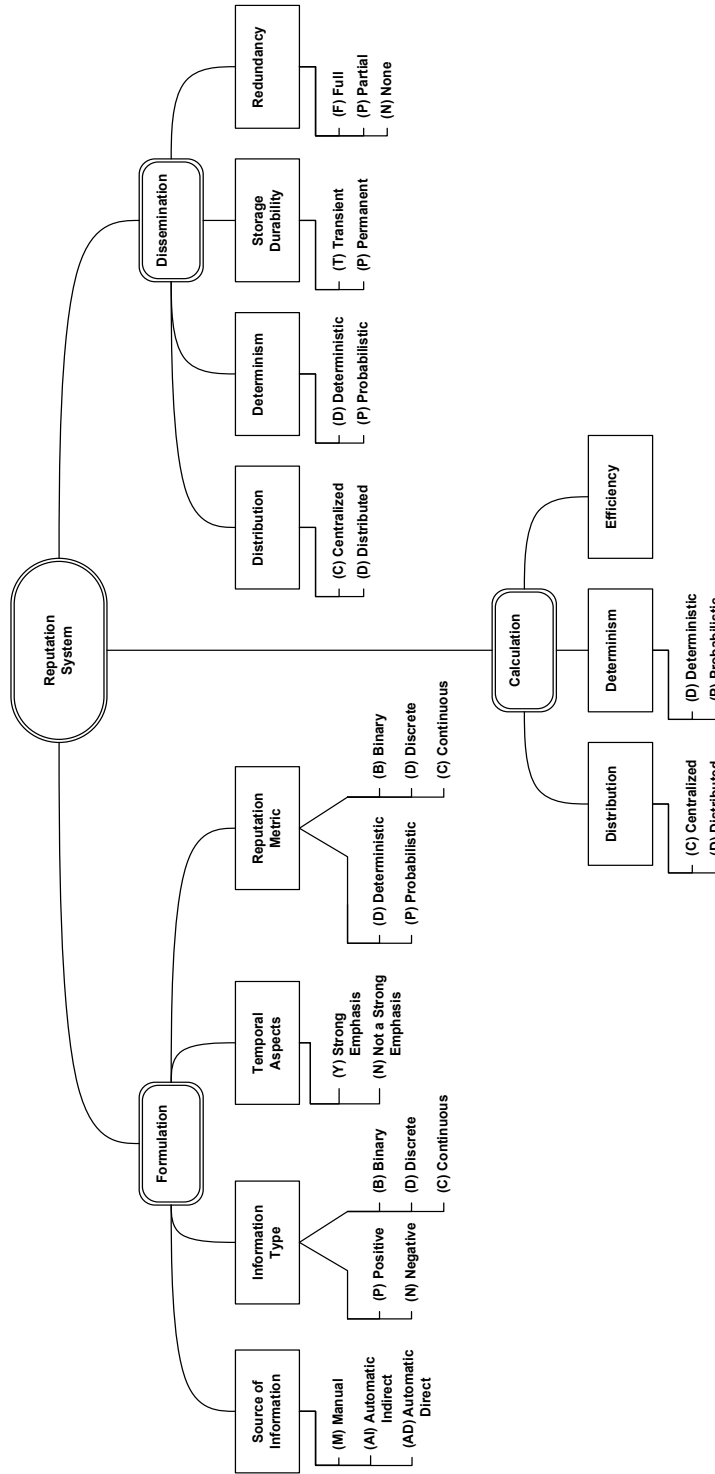 Reputation
System
Formulation
Source of
Information
(M) Manual
(AI) Automatic
Indirect
(AD) Automatic
Direct
Information
Type
(P) Positive
(N) Negative
(B) Binary
(D) Discrete
(C) Continuous
Temporal
Aspects
(Y) Strong
Emphasis
(N) Not a Strong
Emphasis
Reputation
Metric
(D) Deterministic
(P) Probabilistic
(B) Binary
(D) Discrete
(C) Continuous
Calculation
Distribution
(C) Centralized
(D) Distributed
Determinism
(D) Deterministic
(P) Probabilistic
Efficiency
Dissemination
Distribution
(C) Centralized
(D) Distributed
Determinism
(D) Deterministic
(P) Probabilistic
Storage
Durability
(T) Transient
(P) Permanent
Redundancy
(F) Full
(P) Partial
(N) None